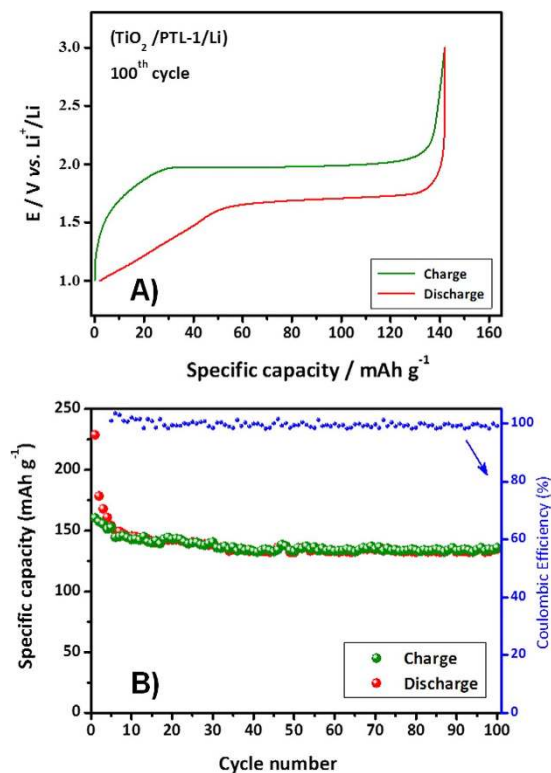 (TiO2 /PTL-1/Li)
100th cycle
E / V vs. Li+/Li
3.0
2.5
2.0
1.5
1.0
A)
Charge
Discharge
0 20 40 60 80 100 120 140 160
Specific capacity / mAh g-1
Specific capacity (mAh g-1)
250
200
150
100
50
0
100
80
60
40
20
0
Coulombic Efficiency (%)
B)
Charge
Discharge
0 10 20 30 40 50 60 70 80 90 100
Cycle number